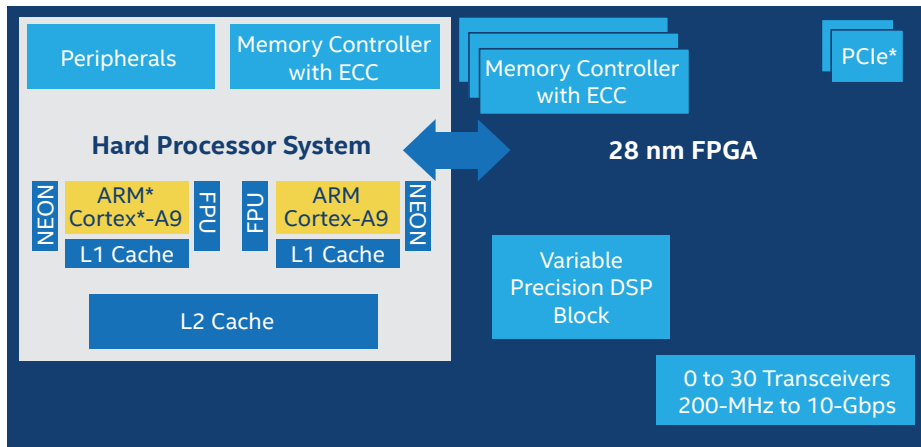 Peripherals
Memory Controller
with ECC
Memory Controller
with ECC
PCIe*
Hard Processor System
28 nm FPGA
NEON
ARM*
Cortex*-A9
FPU
L1 Cache
FPU
ARM
Cortex-A9
NEON
L1 Cache
L2 Cache
Variable
Precision DSP
Block
0 to 30 Transceivers
200-MHz to 10-Gbps